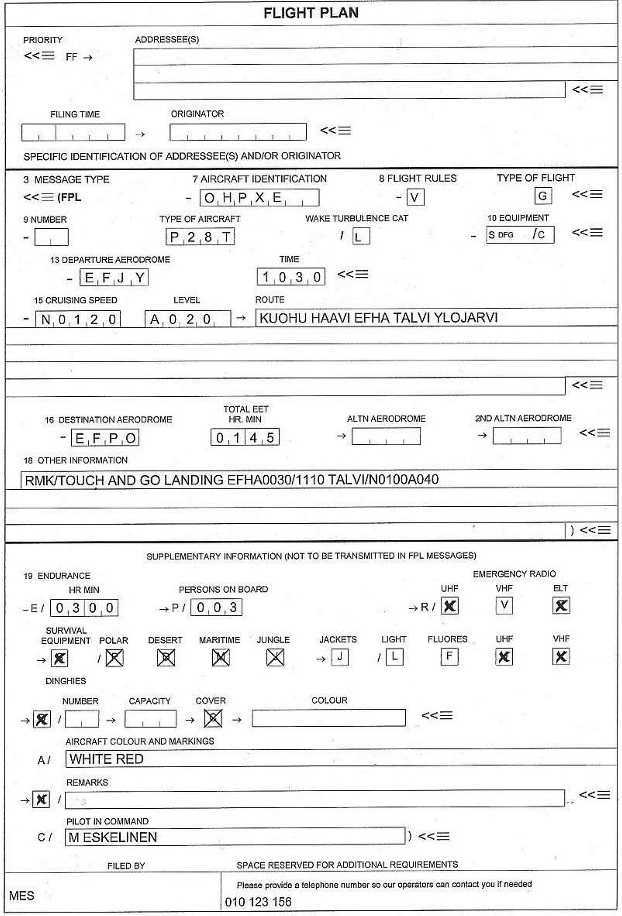 FLIGHT PLAN
PRIORITY ADDRESSEE(S)
<<≡ FF →
<<≡
FILING TIME ORIGINATOR
→ <<≡
SPECIFIC IDENTIFICATION OF ADDRESSEE(S) AND/OR ORIGINATOR
3 MESSAGE TYPE 7 AIRCRAFT IDENTIFICATION 8 FLIGHT RULES TYPE OF FLIGHT
<<≡ (FPL - OHPXE - V G <<≡
9 NUMBER TYPE OF AIRCRAFT WAKE TURBULENCE CAT 10 EQUIPMENT
- P28T / L - S DFG /C <<≡
13 DEPARTURE AERODROME TIME
- EFJY 1030 <<≡
15 CRUISING SPEED LEVEL ROUTE
- N0120 A020 → KUOHU HAAVI EFHA TALVI YLOJARVI
<<≡
16 DESTINATION AERODROME TOTAL EET HR. MIN ALTN AERODROME 2ND ALTN AERODROME
- EFPO 0145 → → <<≡
18 OTHER INFORMATION
RMK/TOUCH AND GO LANDING EFHA0030/1110 TALVI/N0100A040
) <<≡
SUPPLEMENTARY INFORMATION (NOT TO BE TRANSMITTED IN FPL MESSAGES)
19 ENDURANCE EMERGENCY RADIO
HR MIN PERSONS ON BOARD UHF VHF ELT
-E / 0300 → P / 003 → R / V
SURVIVAL EQUIPMENT POLAR DESERT MARITIME JUNGLE JACKETS LIGHT FLUORES UHF VHF
→ / → J / L F
DINGHIES
NUMBER CAPACITY COVER COLOUR
→ / → → → <<≡
AIRCRAFT COLOUR AND MARKINGS
A / WHITE RED
REMARKS
→ / <<≡
PILOT IN COMMAND
C / M ESKELINEN ) <<≡
FILED BY SPACE RESERVED FOR ADDITIONAL REQUIREMENTS
Please provide a telephone number so our operators can contact you if needed
MES 010 123 156